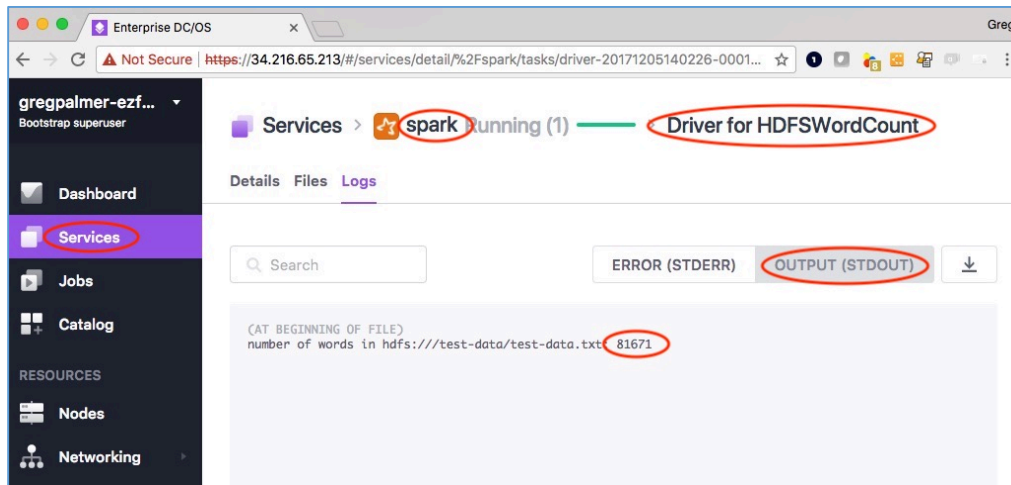 Enterprise DC/OS
Greg
Not Secure | https://34.216.65.213/#/services/detail/%2Fspark/tasks/driver-20171205140226-0001...
gregpalmer-ezf...
Bootstrap superuser
Services > spark Running (1) Driver for HDFSWordCount
Details Files Logs
Dashboard
Services
Jobs
Catalog
RESOURCES
Nodes
Networking
Search
ERROR (STDERR) OUTPUT (STDOUT)
(AT BEGINNING OF FILE)
number of words in hdfs:///test-data/test-data.txt: 81671